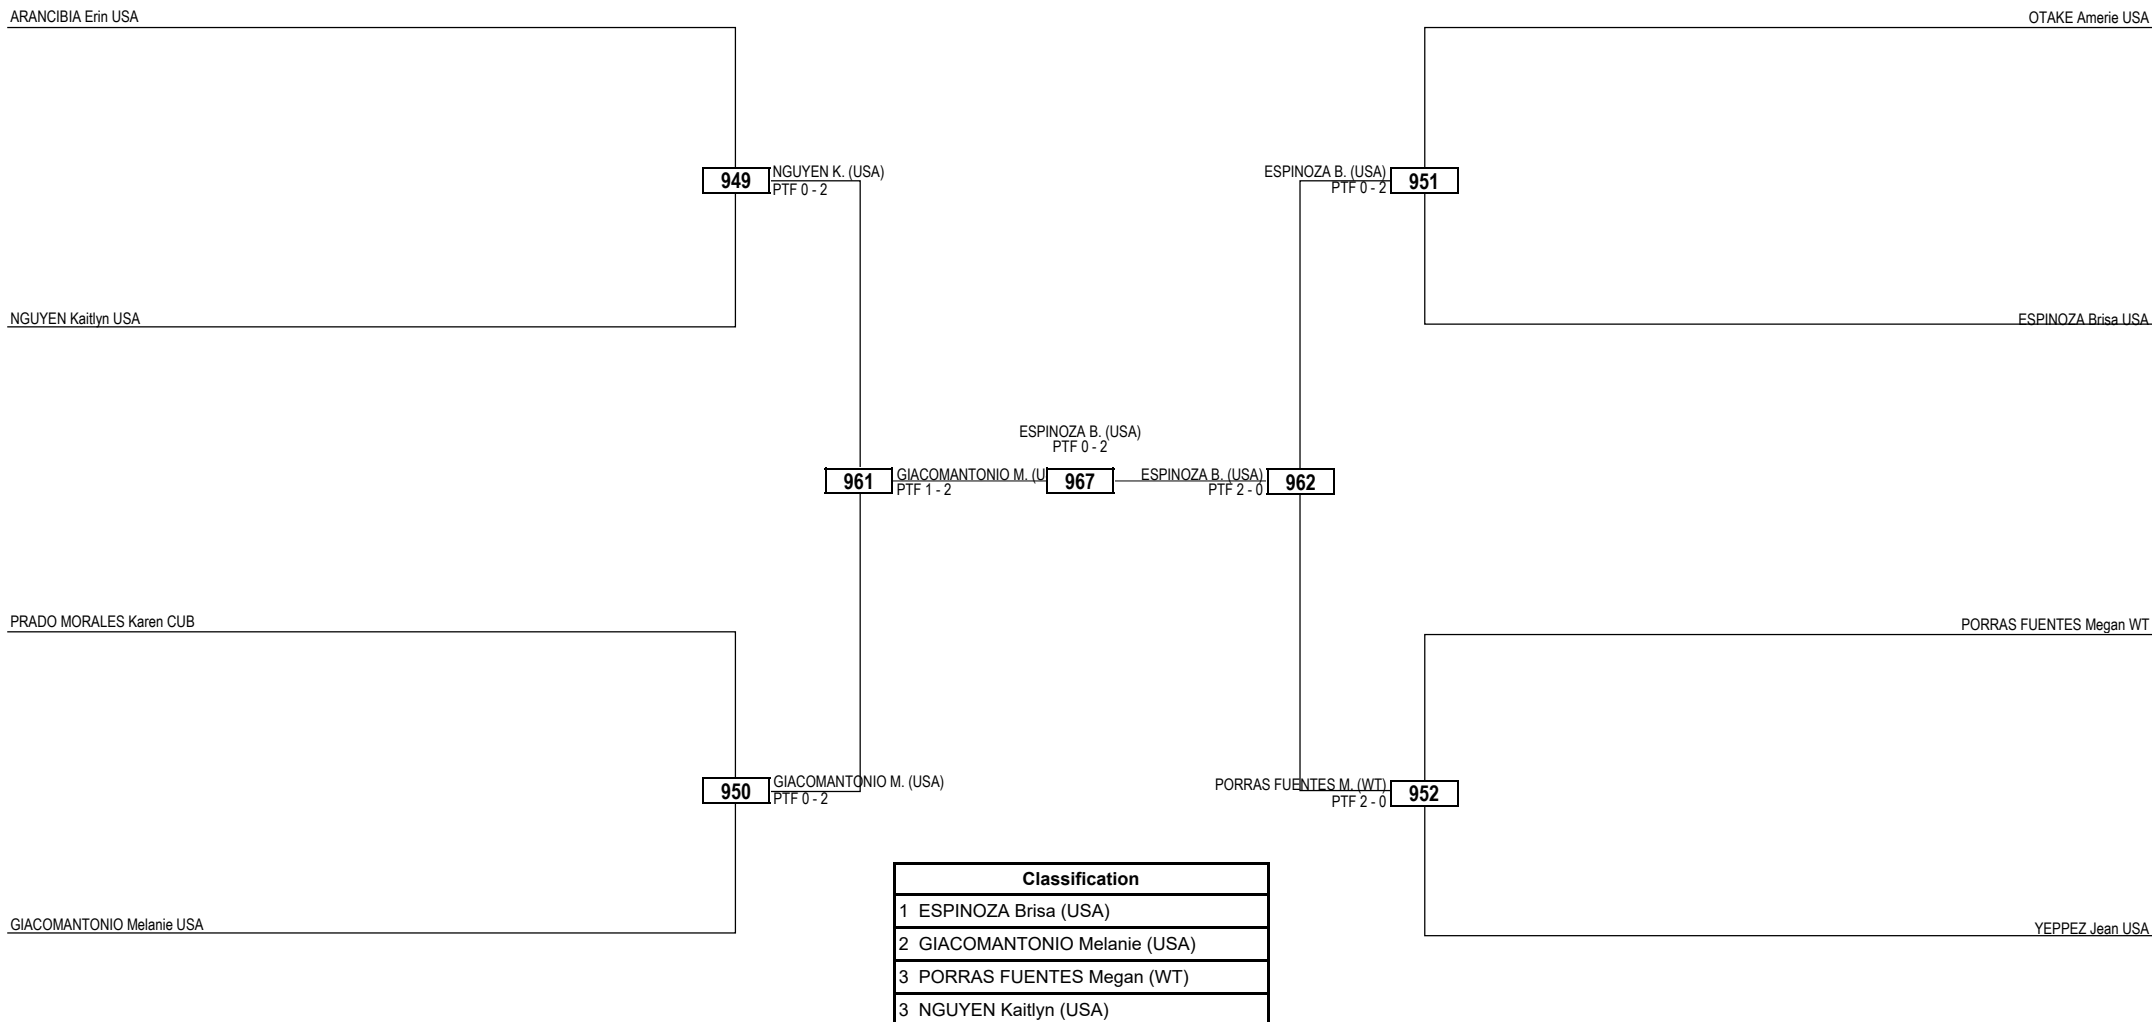 ARANCIBIA Erin USA
OTAKE Amerie USA
949
NGUYEN K. (USA)
PTF 0 - 2
ESPINOZA B. (USA)
PTF 0 - 2
951
NGUYEN Kaitlyn USA
ESPINOZA Brisa USA
ESPINOZA B. (USA)
PTF 0 - 2
961
GIACOMANTONIO M. (U
PTF 1 - 2
967
ESPINOZA B. (USA)
PTF 2 - 0
962
PRADO MORALES Karen CUB
PORRAS FUENTES Megan WT
950
GIACOMANTONIO M. (USA)
PTF 0 - 2
PORRAS FUENTES M. (WT)
PTF 2 - 0
952
GIACOMANTONIO Melanie USA
YEPPEZ Jean USA
Classification
1 ESPINOZA Brisa (USA)
2 GIACOMANTONIO Melanie (USA)
3 PORRAS FUENTES Megan (WT)
3 NGUYEN Kaitlyn (USA)